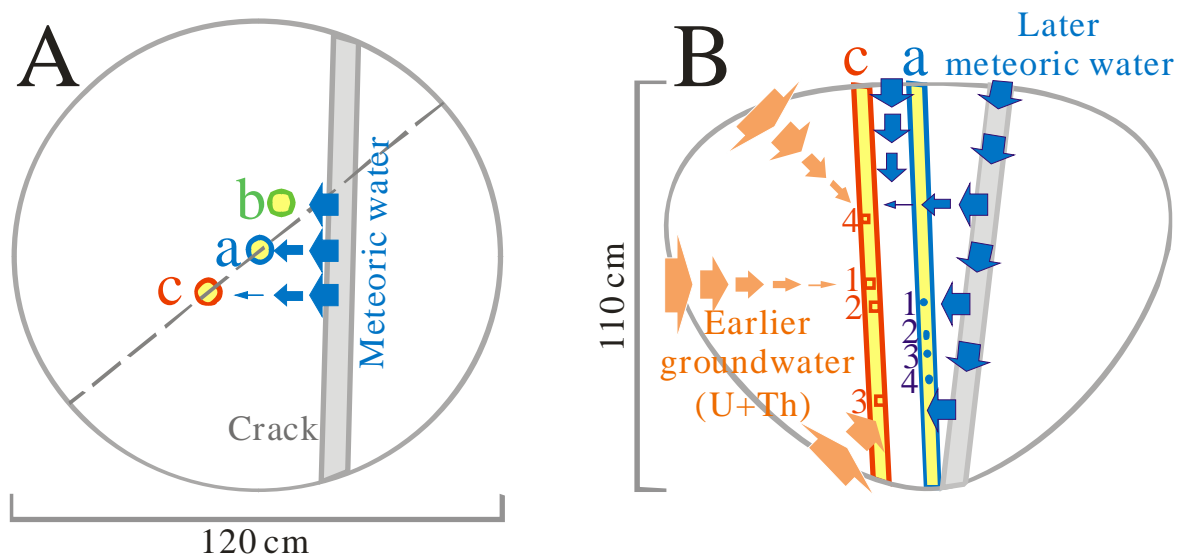 A
b
a
c
Meteoric water
Crack
120 cm
B
c
a
Later
meteoric water
110 cm
4
1
2
3
1
2
3
4
Earlier
groundwater
(U+Th)